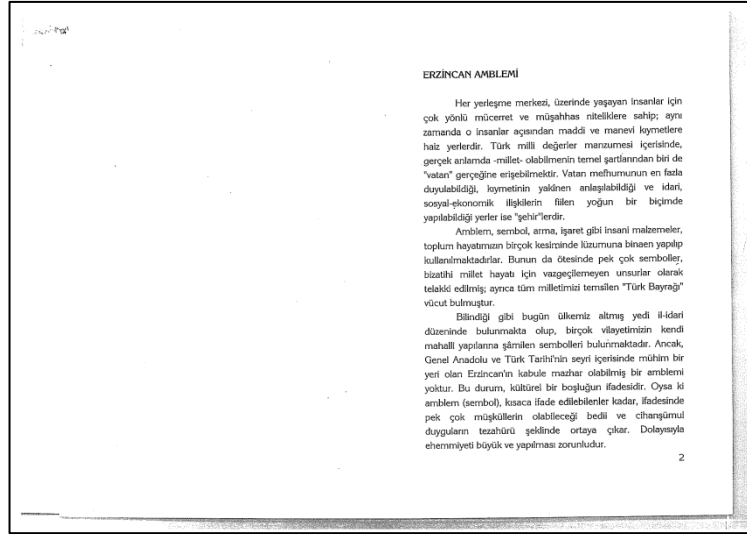 ERZİNCAN AMBLEMİ
Her yerleşme merkezi, üzerinde yaşayan insanlar için
çok yönlü mücerret ve müşahhas niteliklere sahip; aynı
zamanda o insanlar açısından maddi ve manevi kıymetlere
haiz yerlerdir. Türk milli değerler manzumesi içerisinde,
gerçek anlamda -millet- olabilmenin temel şartlarından biri de
"vatan" gerçeğine erişebilmektir. Vatan mefhumunun en fazla
duyulabildiği, kıymetinin yakînen anlaşılabildiği ve idari,
sosyal-ekonomik ilişkilerin fiilen yoğun bir biçimde
yapılabildiği yerler ise "şehir"lerdir.
Amblem, sembol, arma, işaret gibi insani malzemeler,
toplum hayatımızın birçok kesiminde lüzumuna binaen yapılıp
kullanılmaktadırlar. Bunun da ötesinde pek çok semboller,
bizatihi millet hayatı için vazgeçilemeyen unsurlar olarak
telakki edilmiş; ayrıca tüm milletimizi temsilen "Türk Bayrağı"
vücut bulmuştur.
Bilindiği gibi bugün ülkemiz altmış yedi il-idari
düzeninde bulunmakta olup, birçok vilayetimizin kendi
mahalli yapılarına şâmilen sembolleri bulunmaktadır. Ancak,
Genel Anadolu ve Türk Tarihi'nin seyri içerisinde mühim bir
yeri olan Erzincan'ın kabule mazhar olabilmiş bir amblemi
yoktur. Bu durum, kültürel bir boşluğun ifadesidir. Oysa ki
amblem (sembol), kısaca ifade edilebilenler kadar, ifadesinde
pek çok müşküllerin olabileceği bedii ve cihanşümul
duyguların tezahürü şeklinde ortaya çıkar. Dolayısıyla
ehemmiyeti büyük ve yapılması zorunludur.
2